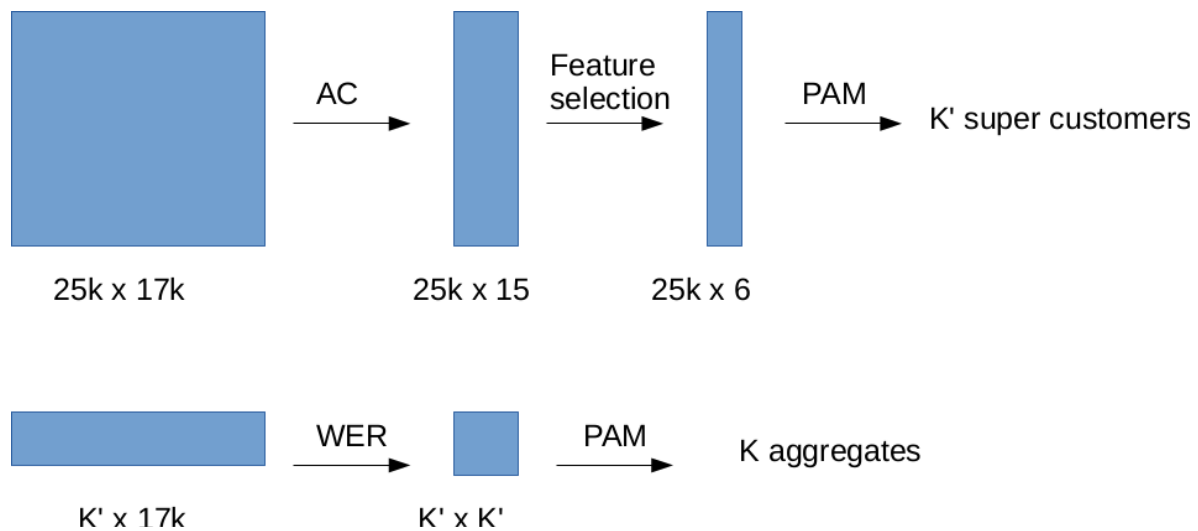 AC
Feature
selection
PAM
K' super customers
25k x 17k
25k x 15
25k x 6
WER
PAM
K aggregates
K' x 17k
K' x K'